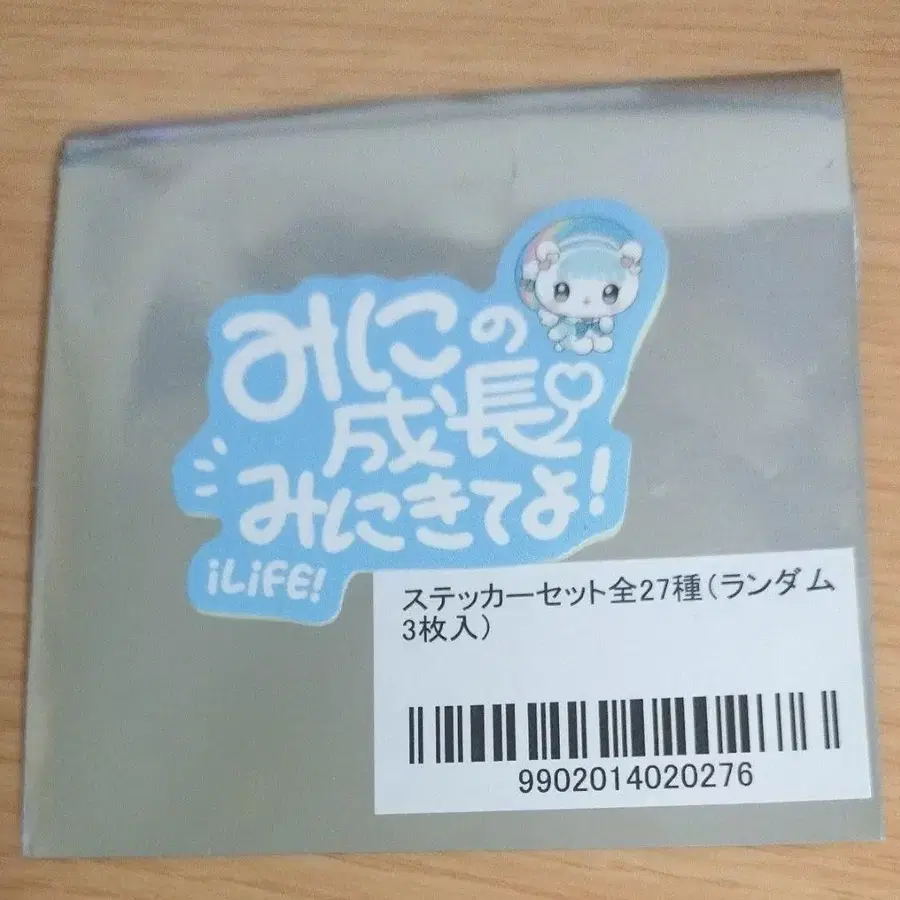 みにの
成長
みにきてよ!
iLiFE!
ステッカーセット全27種(ランダム
3枚入)
9902014020276